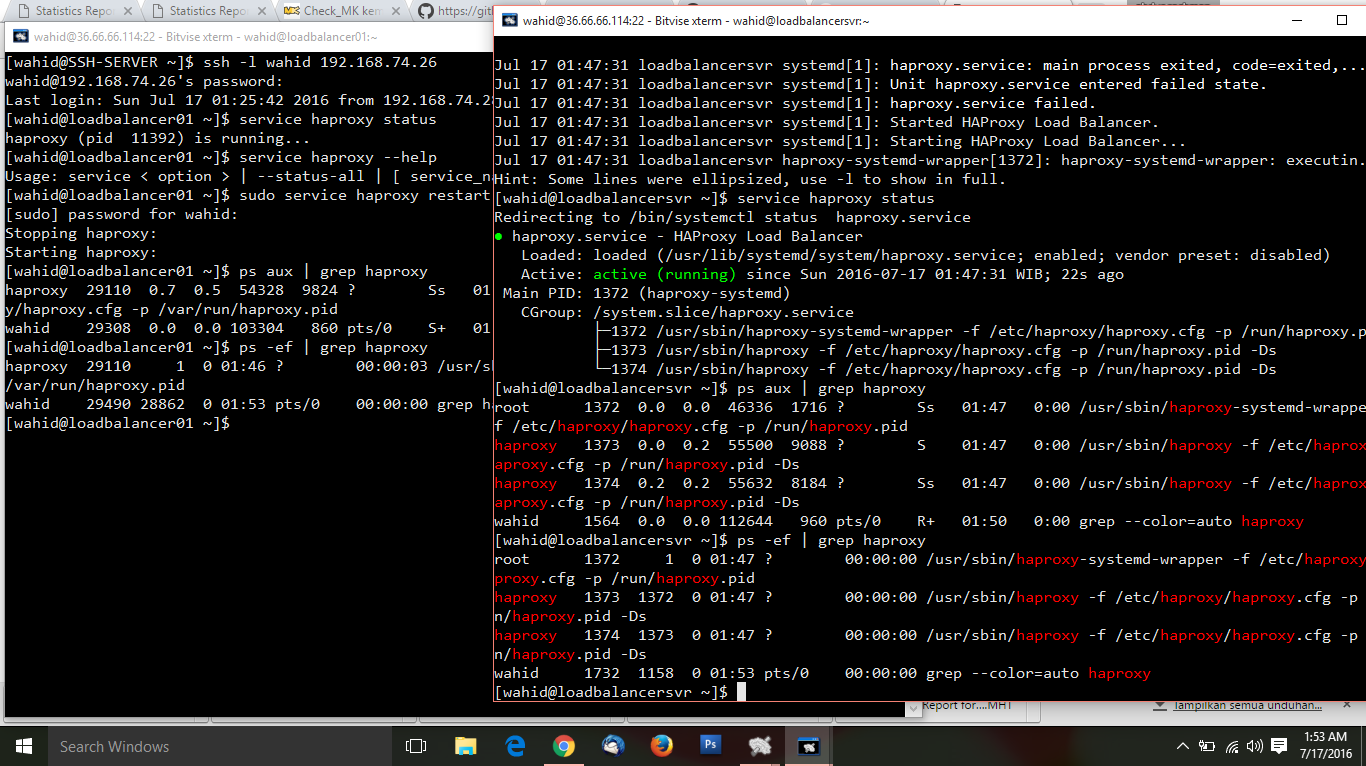 Statistics Repor
Statistics Repor
Check_MK kem
https://gith
wahid@36.66.66.114:22 - Bitvise xterm - wahid@loadbalancer01:~
[wahid@SSH-SERVER ~]$ ssh -l wahid 192.168.74.26
wahid@192.168.74.26's password:
Last login: Sun Jul 17 01:25:42 2016 from 192.168.74.2
[wahid@loadbalancer01 ~]$ service haproxy status
haproxy (pid  11392) is running...
[wahid@loadbalancer01 ~]$ service haproxy --help
Usage: service < option > | --status-all | [ service_na
[wahid@loadbalancer01 ~]$ sudo service haproxy restart
[sudo] password for wahid:
Stopping haproxy:
Starting haproxy:
[wahid@loadbalancer01 ~]$ ps aux | grep haproxy
haproxy  29110  0.7  0.5  54328  9824 ?        Ss   01
y/haproxy.cfg -p /var/run/haproxy.pid
wahid    29308  0.0  0.0 103304   860 pts/0    S+   01
[wahid@loadbalancer01 ~]$ ps -ef | grep haproxy
haproxy  29110     1  0 01:46 ?        00:00:03 /usr/sb
/var/run/haproxy.pid
wahid    29490 28862  0 01:53 pts/0    00:00:00 grep ha
[wahid@loadbalancer01 ~]$
wahid@36.66.66.114:22 - Bitvise xterm - wahid@loadbalancersvr:~
Jul 17 01:47:31 loadbalancersvr systemd[1]: haproxy.service: main process exited, code=exited,...
Jul 17 01:47:31 loadbalancersvr systemd[1]: Unit haproxy.service entered failed state.
Jul 17 01:47:31 loadbalancersvr systemd[1]: haproxy.service failed.
Jul 17 01:47:31 loadbalancersvr systemd[1]: Started HAProxy Load Balancer.
Jul 17 01:47:31 loadbalancersvr systemd[1]: Starting HAProxy Load Balancer...
Jul 17 01:47:31 loadbalancersvr haproxy-systemd-wrapper[1372]: haproxy-systemd-wrapper: executin.
Hint: Some lines were ellipsized, use -l to show in full.
[wahid@loadbalancersvr ~]$ service haproxy status
Redirecting to /bin/systemctl status  haproxy.service
● haproxy.service - HAProxy Load Balancer
   Loaded: loaded (/usr/lib/systemd/system/haproxy.service; enabled; vendor preset: disabled)
   Active: active (running) since Sun 2016-07-17 01:47:31 WIB; 22s ago
 Main PID: 1372 (haproxy-systemd)
   CGroup: /system.slice/haproxy.service
           ├─1372 /usr/sbin/haproxy-systemd-wrapper -f /etc/haproxy/haproxy.cfg -p /run/haproxy.p
           ├─1373 /usr/sbin/haproxy -f /etc/haproxy/haproxy.cfg -p /run/haproxy.pid -Ds
           └─1374 /usr/sbin/haproxy -f /etc/haproxy/haproxy.cfg -p /run/haproxy.pid -Ds
[wahid@loadbalancersvr ~]$ ps aux | grep haproxy
root      1372  0.0  0.0  46336  1716 ?        Ss   01:47   0:00 /usr/sbin/haproxy-systemd-wrappe
f /etc/haproxy/haproxy.cfg -p /run/haproxy.pid
haproxy   1373  0.0  0.2  55500  9088 ?        S    01:47   0:00 /usr/sbin/haproxy -f /etc/haprox
aproxy.cfg -p /run/haproxy.pid -Ds
haproxy   1374  0.2  0.2  55632  8184 ?        Ss   01:47   0:00 /usr/sbin/haproxy -f /etc/haprox
aproxy.cfg -p /run/haproxy.pid -Ds
wahid     1564  0.0  0.0 112644   960 pts/0    R+   01:50   0:00 grep --color=auto haproxy
[wahid@loadbalancersvr ~]$ ps -ef | grep haproxy
root      1372     1  0 01:47 ?        00:00:00 /usr/sbin/haproxy-systemd-wrapper -f /etc/haproxy
proxy.cfg -p /run/haproxy.pid
haproxy   1373  1372  0 01:47 ?        00:00:00 /usr/sbin/haproxy -f /etc/haproxy/haproxy.cfg -p
n/haproxy.pid -Ds
haproxy   1374  1373  0 01:47 ?        00:00:00 /usr/sbin/haproxy -f /etc/haproxy/haproxy.cfg -p
n/haproxy.pid -Ds
wahid     1732  1158  0 01:53 pts/0    00:00:00 grep --color=auto haproxy
[wahid@loadbalancersvr ~]$
Report for....MHT
Tampilkan semua unduhan...
Search Windows
Ps
1:53 AM
7/17/2016